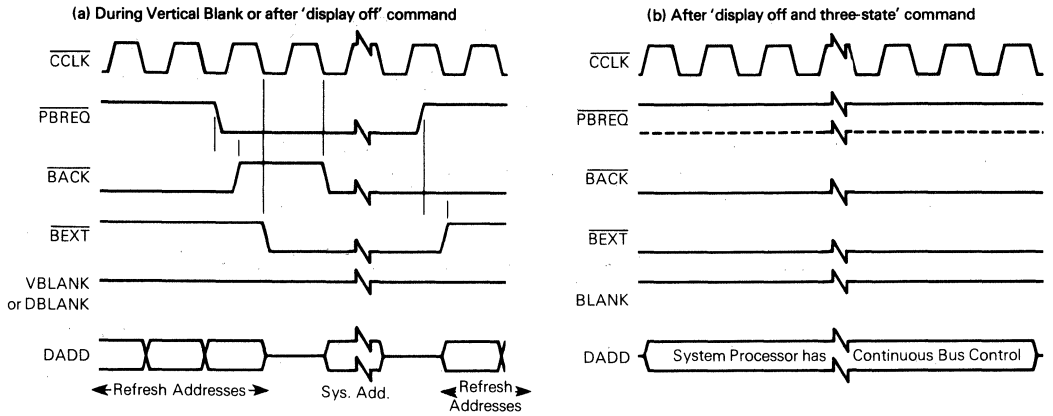 (a) During Vertical Blank or after 'display off' command
CCLK
PBREQ
BACK
BEXT
VBLANK
or DBLANK
DADD
Refresh Addresses
Sys. Add.
Refresh
Addresses
(b) After 'display off and three-state' command
CCLK
PBREQ
BACK
BEXT
BLANK
DADD
System Processor has Continuous Bus Control